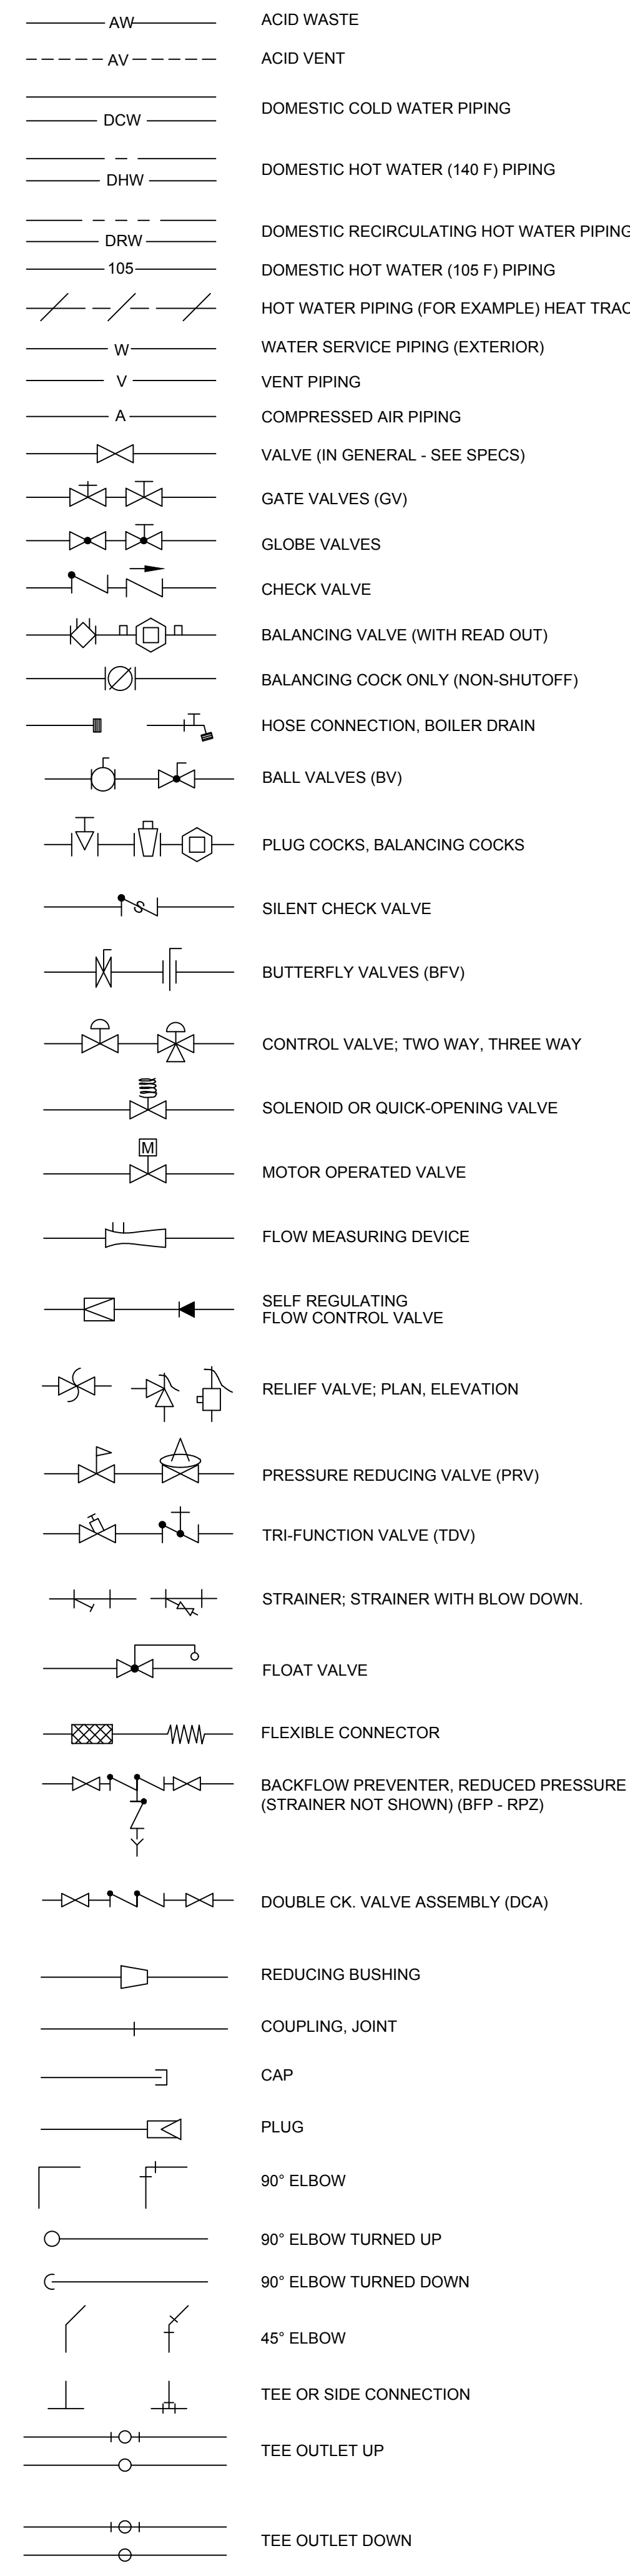 AW ACID WASTE
AV ACID VENT
DOMESTIC COLD WATER PIPING
DCW
DOMESTIC HOT WATER (140 F) PIPING
DHW
DOMESTIC RECIRCULATING HOT WATER PIPING
DRW
105 DOMESTIC HOT WATER (105 F) PIPING
HOT WATER PIPING (FOR EXAMPLE) HEAT TRAC
W WATER SERVICE PIPING (EXTERIOR)
V VENT PIPING
A COMPRESSED AIR PIPING
VALVE (IN GENERAL - SEE SPECS)
GATE VALVES (GV)
GLOBE VALVES
CHECK VALVE
BALANCING VALVE (WITH READ OUT)
BALANCING COCK ONLY (NON-SHUTOFF)
HOSE CONNECTION, BOILER DRAIN
BALL VALVES (BV)
PLUG COCKS, BALANCING COCKS
S SILENT CHECK VALVE
BUTTERFLY VALVES (BFV)
CONTROL VALVE; TWO WAY, THREE WAY
SOLENOID OR QUICK-OPENING VALVE
M
MOTOR OPERATED VALVE
FLOW MEASURING DEVICE
SELF REGULATING
FLOW CONTROL VALVE
RELIEF VALVE; PLAN, ELEVATION
PRESSURE REDUCING VALVE (PRV)
TRI-FUNCTION VALVE (TDV)
STRAINER; STRAINER WITH BLOW DOWN.
FLOAT VALVE
FLEXIBLE CONNECTOR
BACKFLOW PREVENTER, REDUCED PRESSURE
(STRAINER NOT SHOWN) (BFP - RPZ)
DOUBLE CK. VALVE ASSEMBLY (DCA)
REDUCING BUSHING
COUPLING, JOINT
CAP
PLUG
90° ELBOW
90° ELBOW TURNED UP
90° ELBOW TURNED DOWN
45° ELBOW
TEE OR SIDE CONNECTION
TEE OUTLET UP
TEE OUTLET DOWN